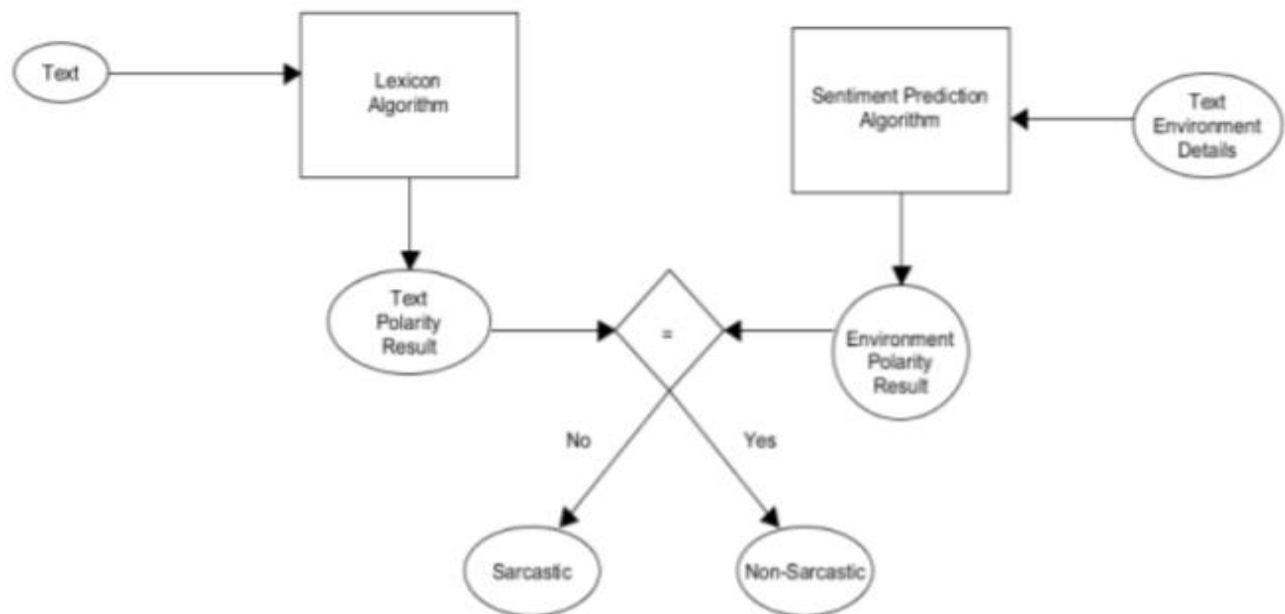 Text
Lexicon
Algorithm
Sentiment Prediction
Algorithm
Text
Environment
Details
Text
Polarity
Result
=
Environment
Polarity
Result
No
Yes
Sarcastic
Non-Sarcastic